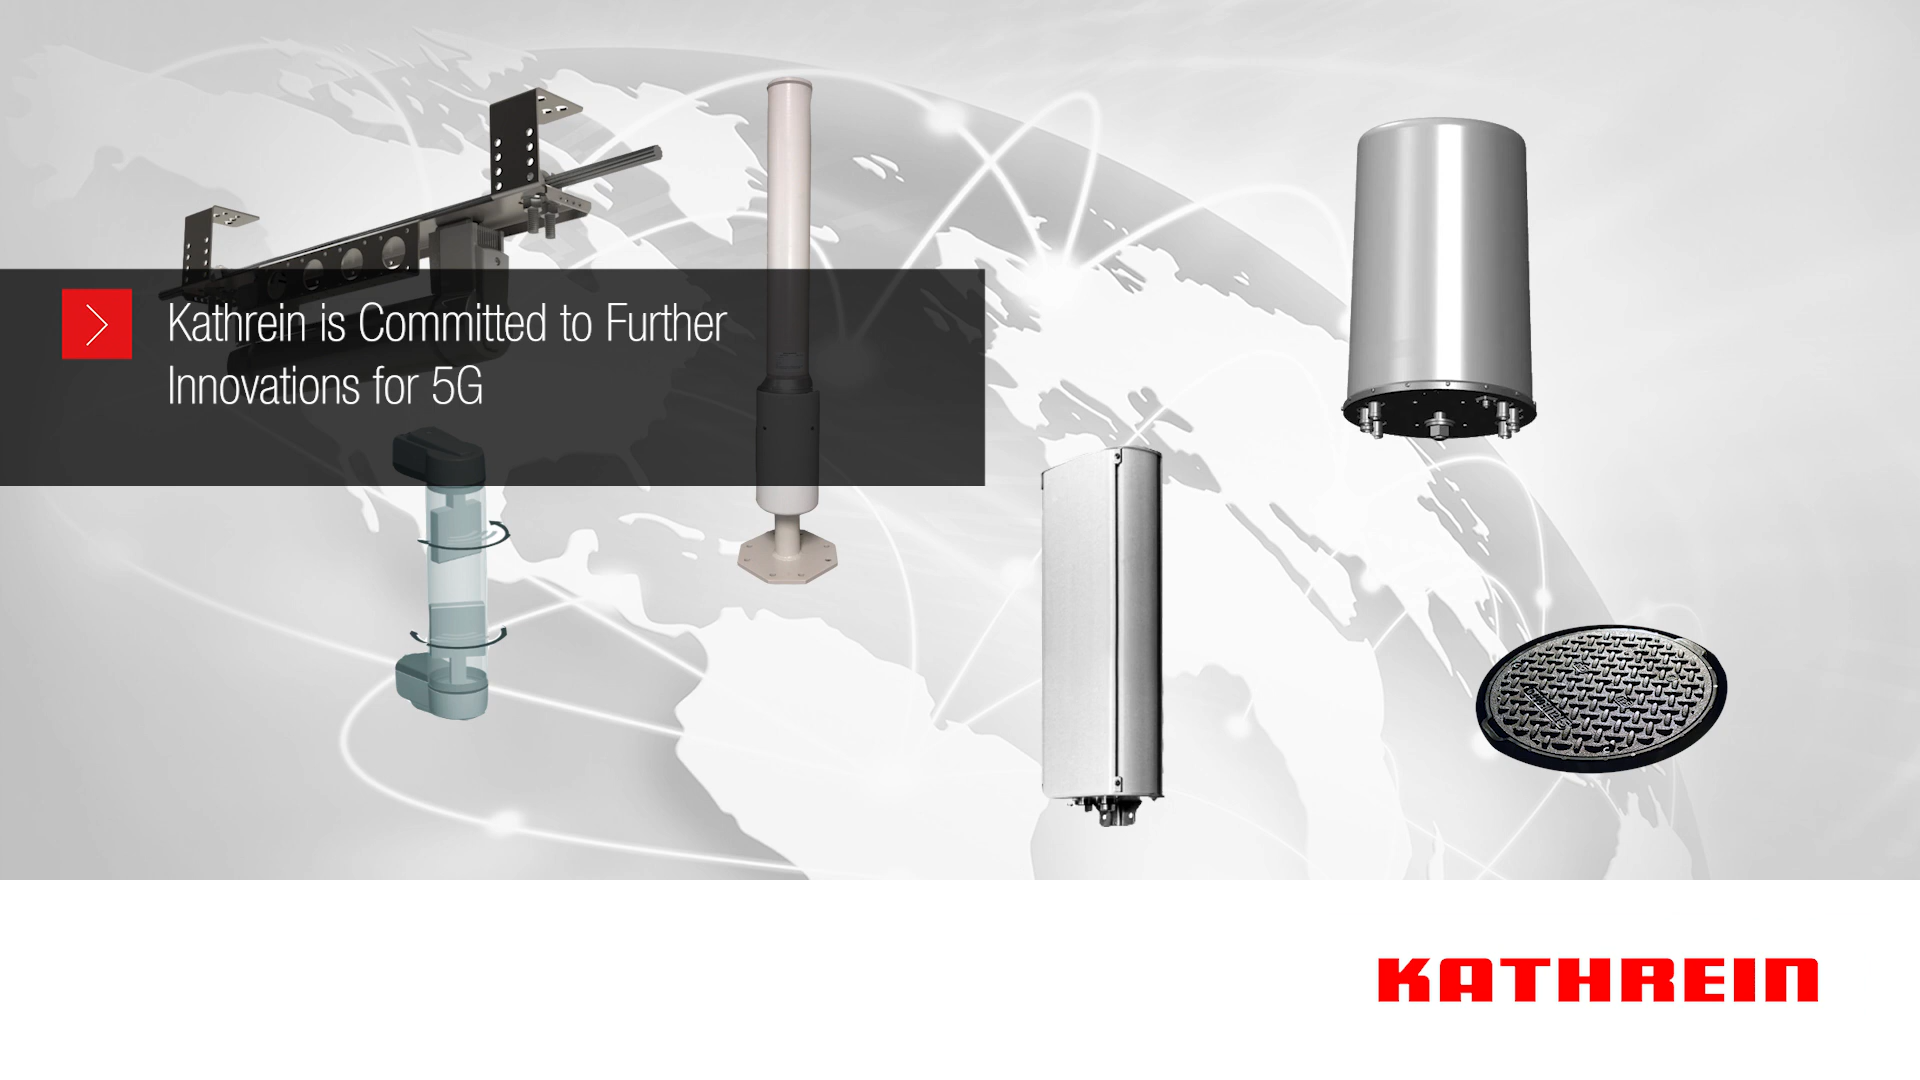 Kathrein is Committed to Further
Innovations for 5G
KATHREIN